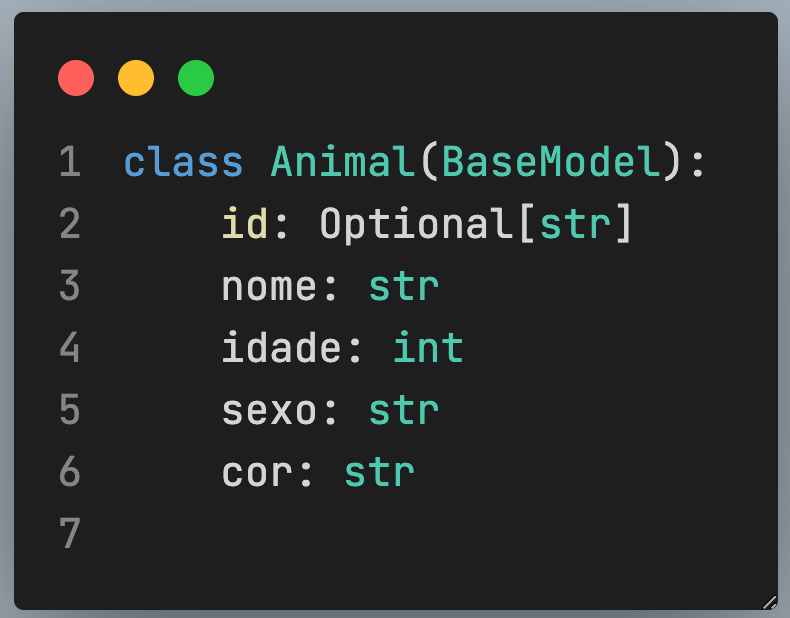 1 class Animal(BaseModel):
2     id: Optional[str]
3     nome: str
4     idade: int
5     sexo: str
6     cor: str
7